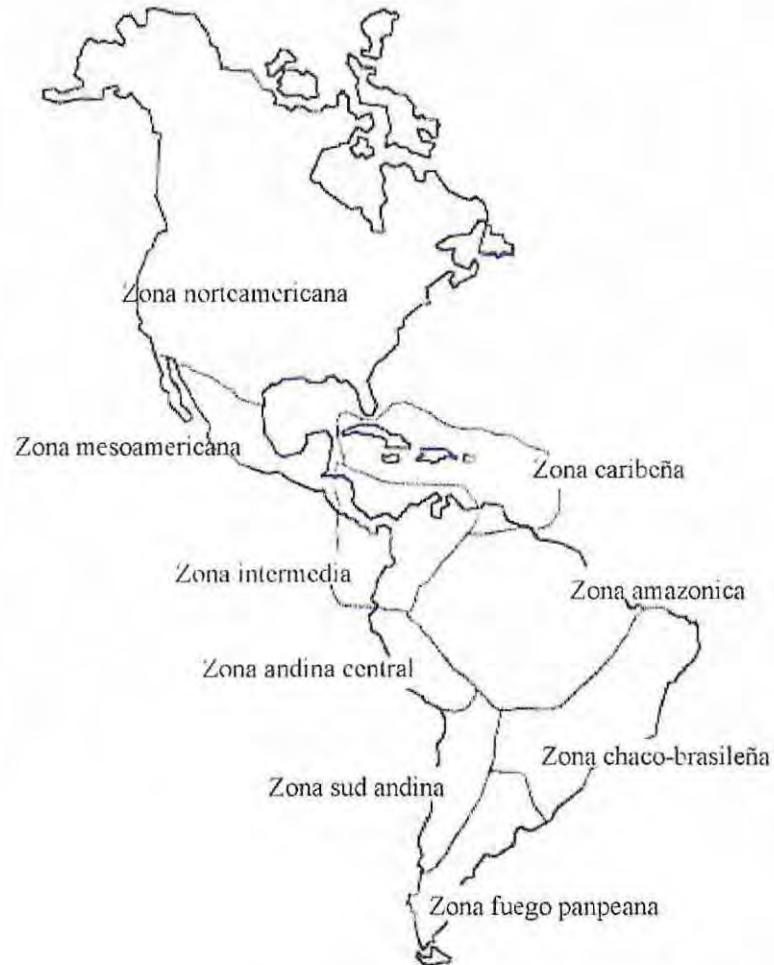 Zona norteamericana
Zona mesoamericana
Zona caribeña
Zona intermedia
Zona amazonica
Zona andina central
Zona chaco-brasileña
Zona sud andina
Zona fuego panpeana